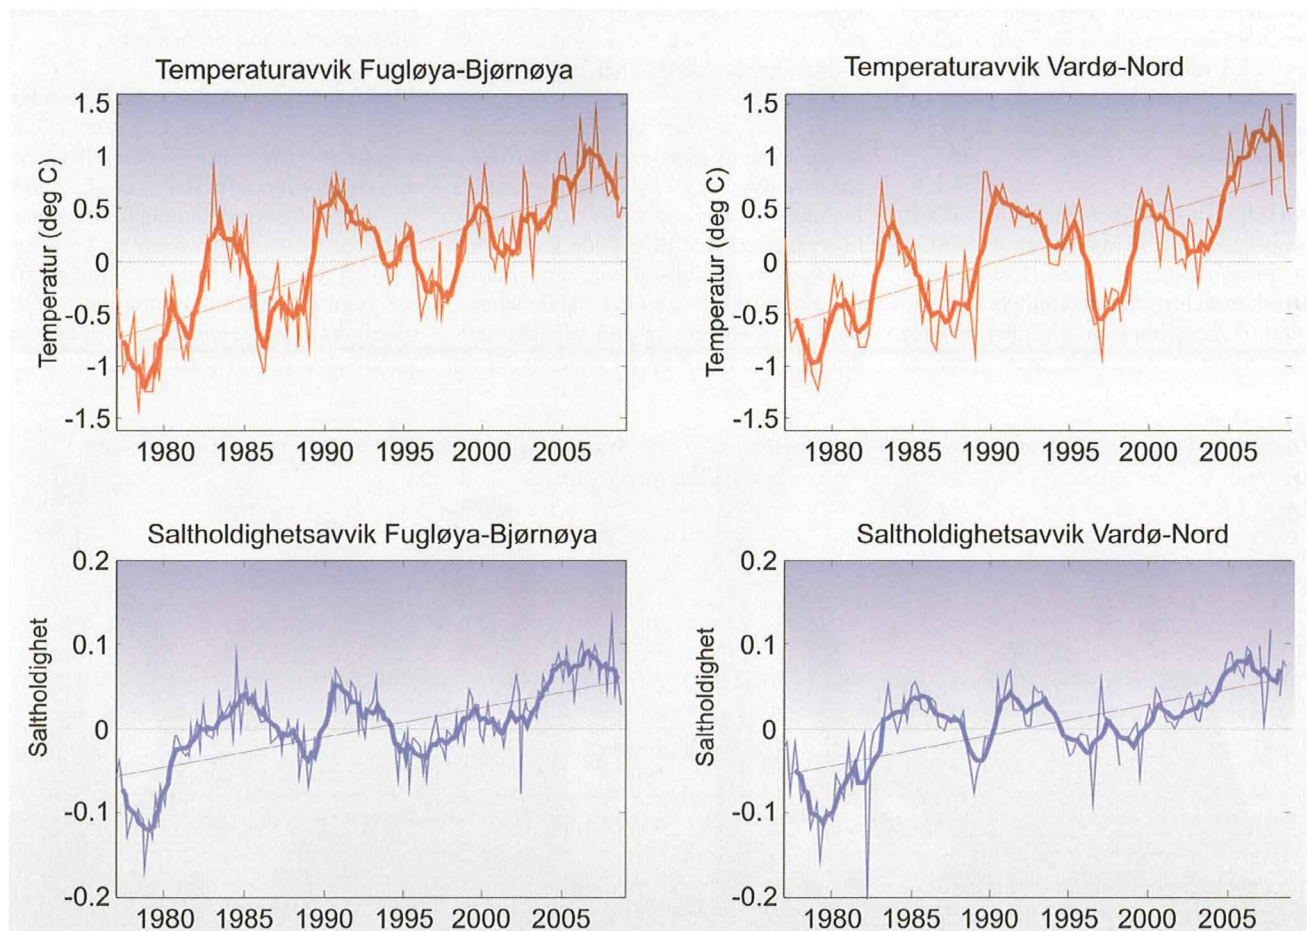 Temperaturavvik Fugløya-Bjørnøya
Temperatur (deg C)
1.5
1
0.5
0
-0.5
-1
-1.5
1980 1985 1990 1995 2000 2005
Temperaturavvik Vardø-Nord
Temperatur (deg C)
1.5
1
0.5
0
-0.5
-1
-1.5
1980 1985 1990 1995 2000 2005
Saltholdighetsavvik Fugløya-Bjørnøya
Saltholdighet
0.2
0.1
0
-0.1
-0.2
1980 1985 1990 1995 2000 2005
Saltholdighetsavvik Vardø-Nord
Saltholdighet
0.2
0.1
0
-0.1
-0.2
1980 1985 1990 1995 2000 2005